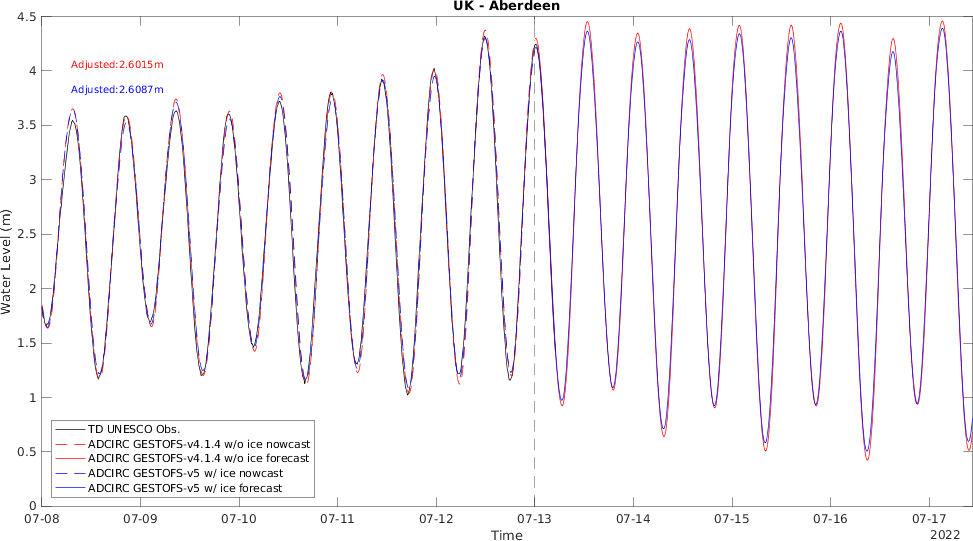 UK - Aberdeen
4.5
4
3.5
3
2.5
2
1.5
1
0.5
0
Water Level (m)
Adjusted:2.6015m
Adjusted:2.6087m
TD UNESCO Obs.
ADCIRC GESTOFS-v4.1.4 w/o ice nowcast
ADCIRC GESTOFS-v4.1.4 w/o ice forecast
ADCIRC GESTOFS-v5 w/ ice nowcast
ADCIRC GESTOFS-v5 w/ ice forecast
07-08 07-09 07-10 07-11 07-12 07-13 07-14 07-15 07-16 07-17
Time
2022